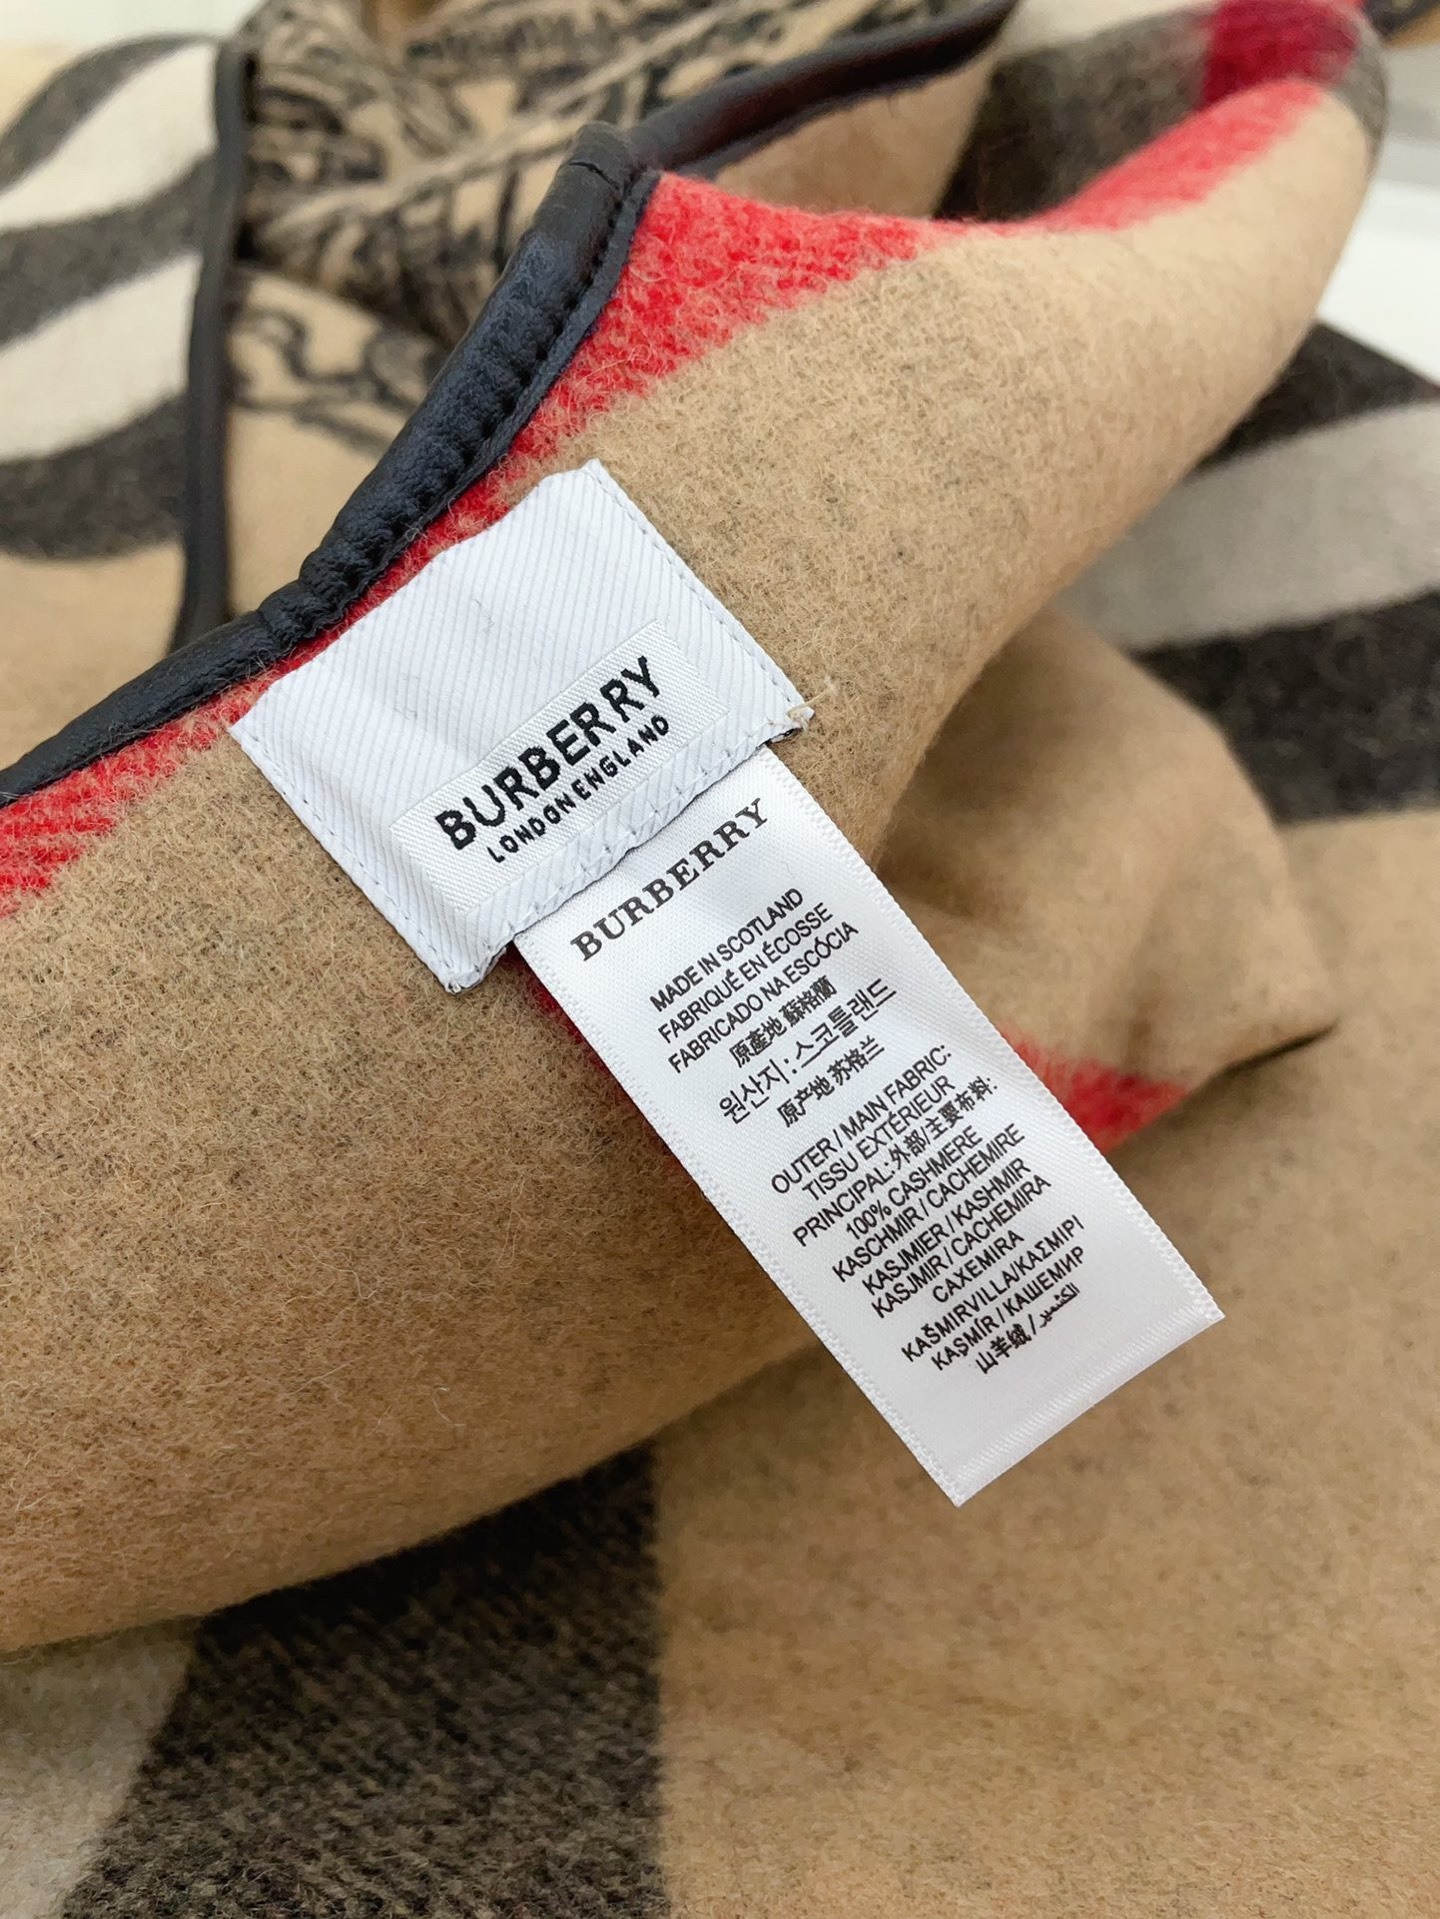 BURBERRY
LONDON ENGLAND
BURBERRY
MADE IN SCOTLAND
FABRIQUÉ EN ÉCOSSE
FABRICADO NA ESCÓCIA
原產地 蘇格蘭
원산지 : 스코틀랜드
原产地 苏格兰
OUTER / MAIN FABRIC:
TISSU EXTÉRIEUR
PRINCIPAL:外部/主要布料:
100% CASHMERE
KASCHMIR / CACHEMIRE
KASJMIER / KASHMIR
KASJMIR / CACHEMIRA
CAXEMIRA
KAŠMIRVILLA/ΚΑΣΜΙΡΙ
KAŞMİR / КАШЕМИР
山羊绒 / الكشمير